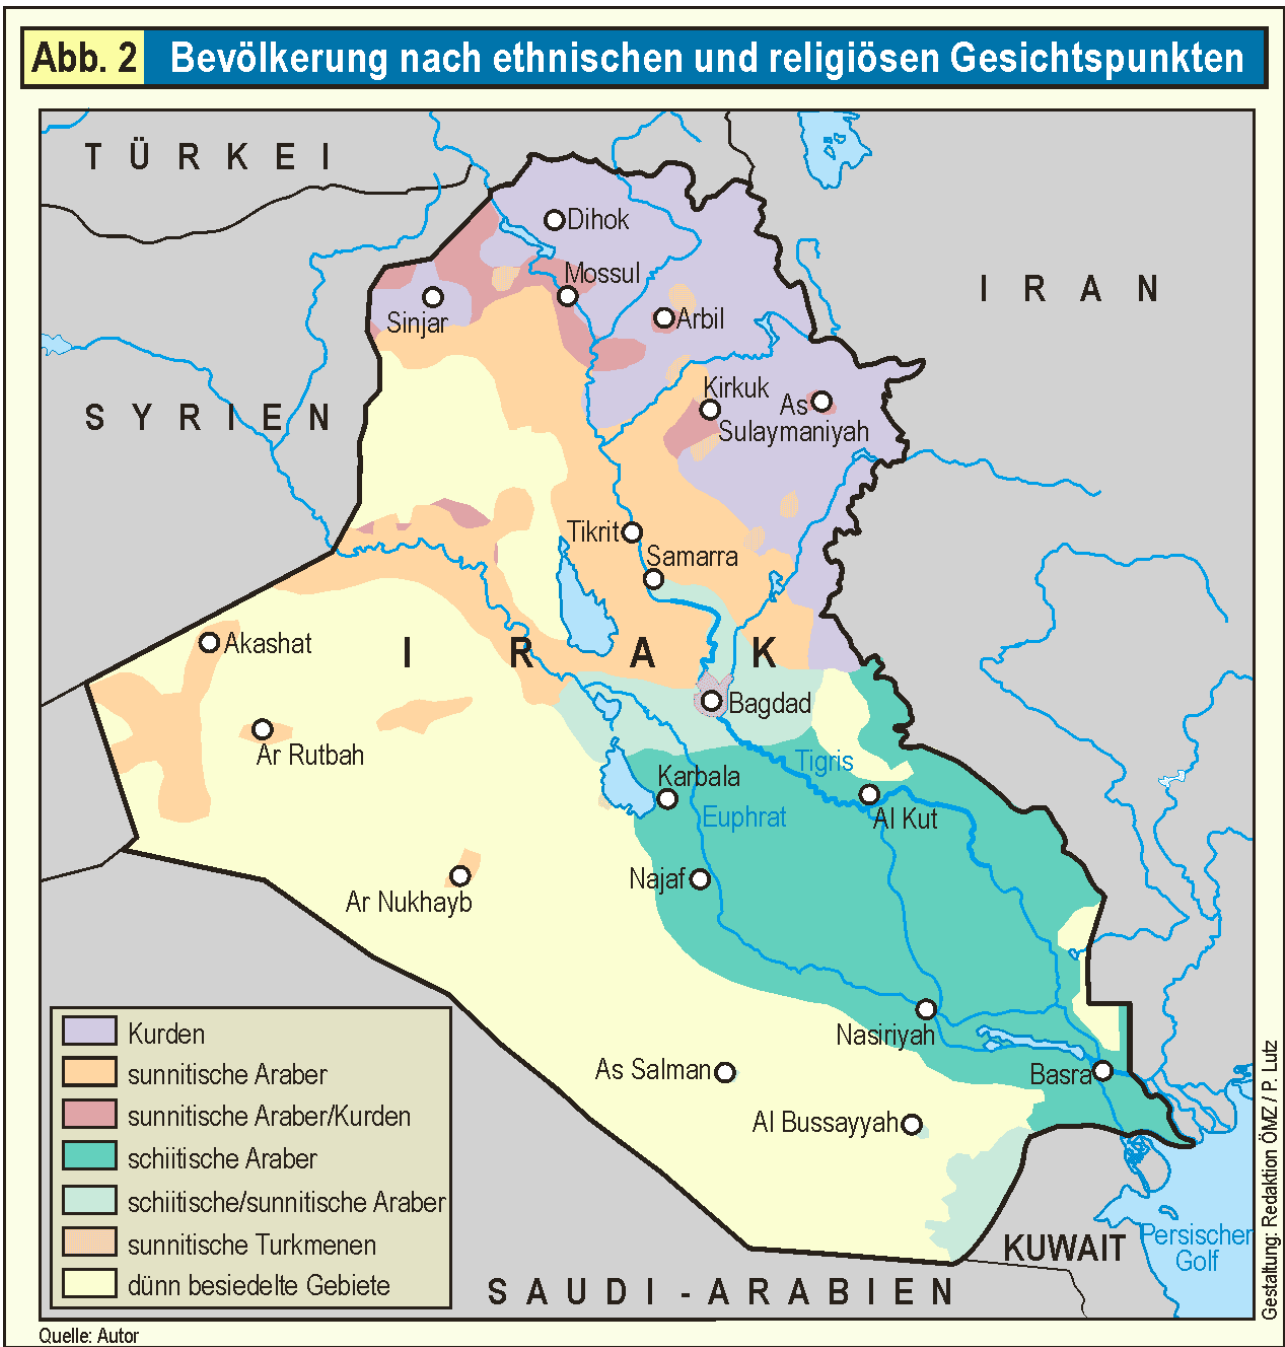 Abb. 2 Bevölkerung nach ethnischen und religiösen Gesichtspunkten
TÜRKEI
Dihok
Mossul
IRAN
Sinjar
Arbil
Kirkuk
As
Sulaymaniyah
SYRIEN
Tikrit
Samarra
Akashat
IRAK
Bagdad
Ar Rutbah
Tigris
Karbala
Euphrat
Al Kut
Najaf
Ar Nukhayb
Nasiriyah
As Salman
Basra
Al Bussayyah
KUWAIT
Persischer
Golf
SAUDI-ARABIEN
Kurden
sunnitische Araber
sunnitische Araber/Kurden
schiitische Araber
schiitische/sunnitische Araber
sunnitische Turkmenen
dünn besiedelte Gebiete
Quelle: Autor
Gestaltung: Redaktion ÖMZ / P. Lutz